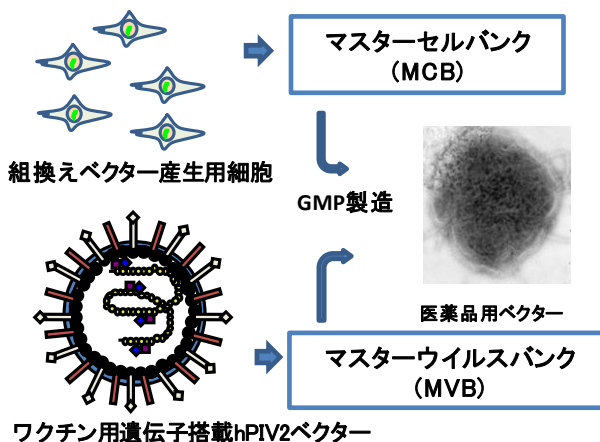 マスターセルバンク
(MCB)
組換えベクター産生用細胞
GMP製造
医薬品用ベクター
マスターウイルスバンク
(MVB)
ワクチン用遺伝子搭載hPIV2ベクター